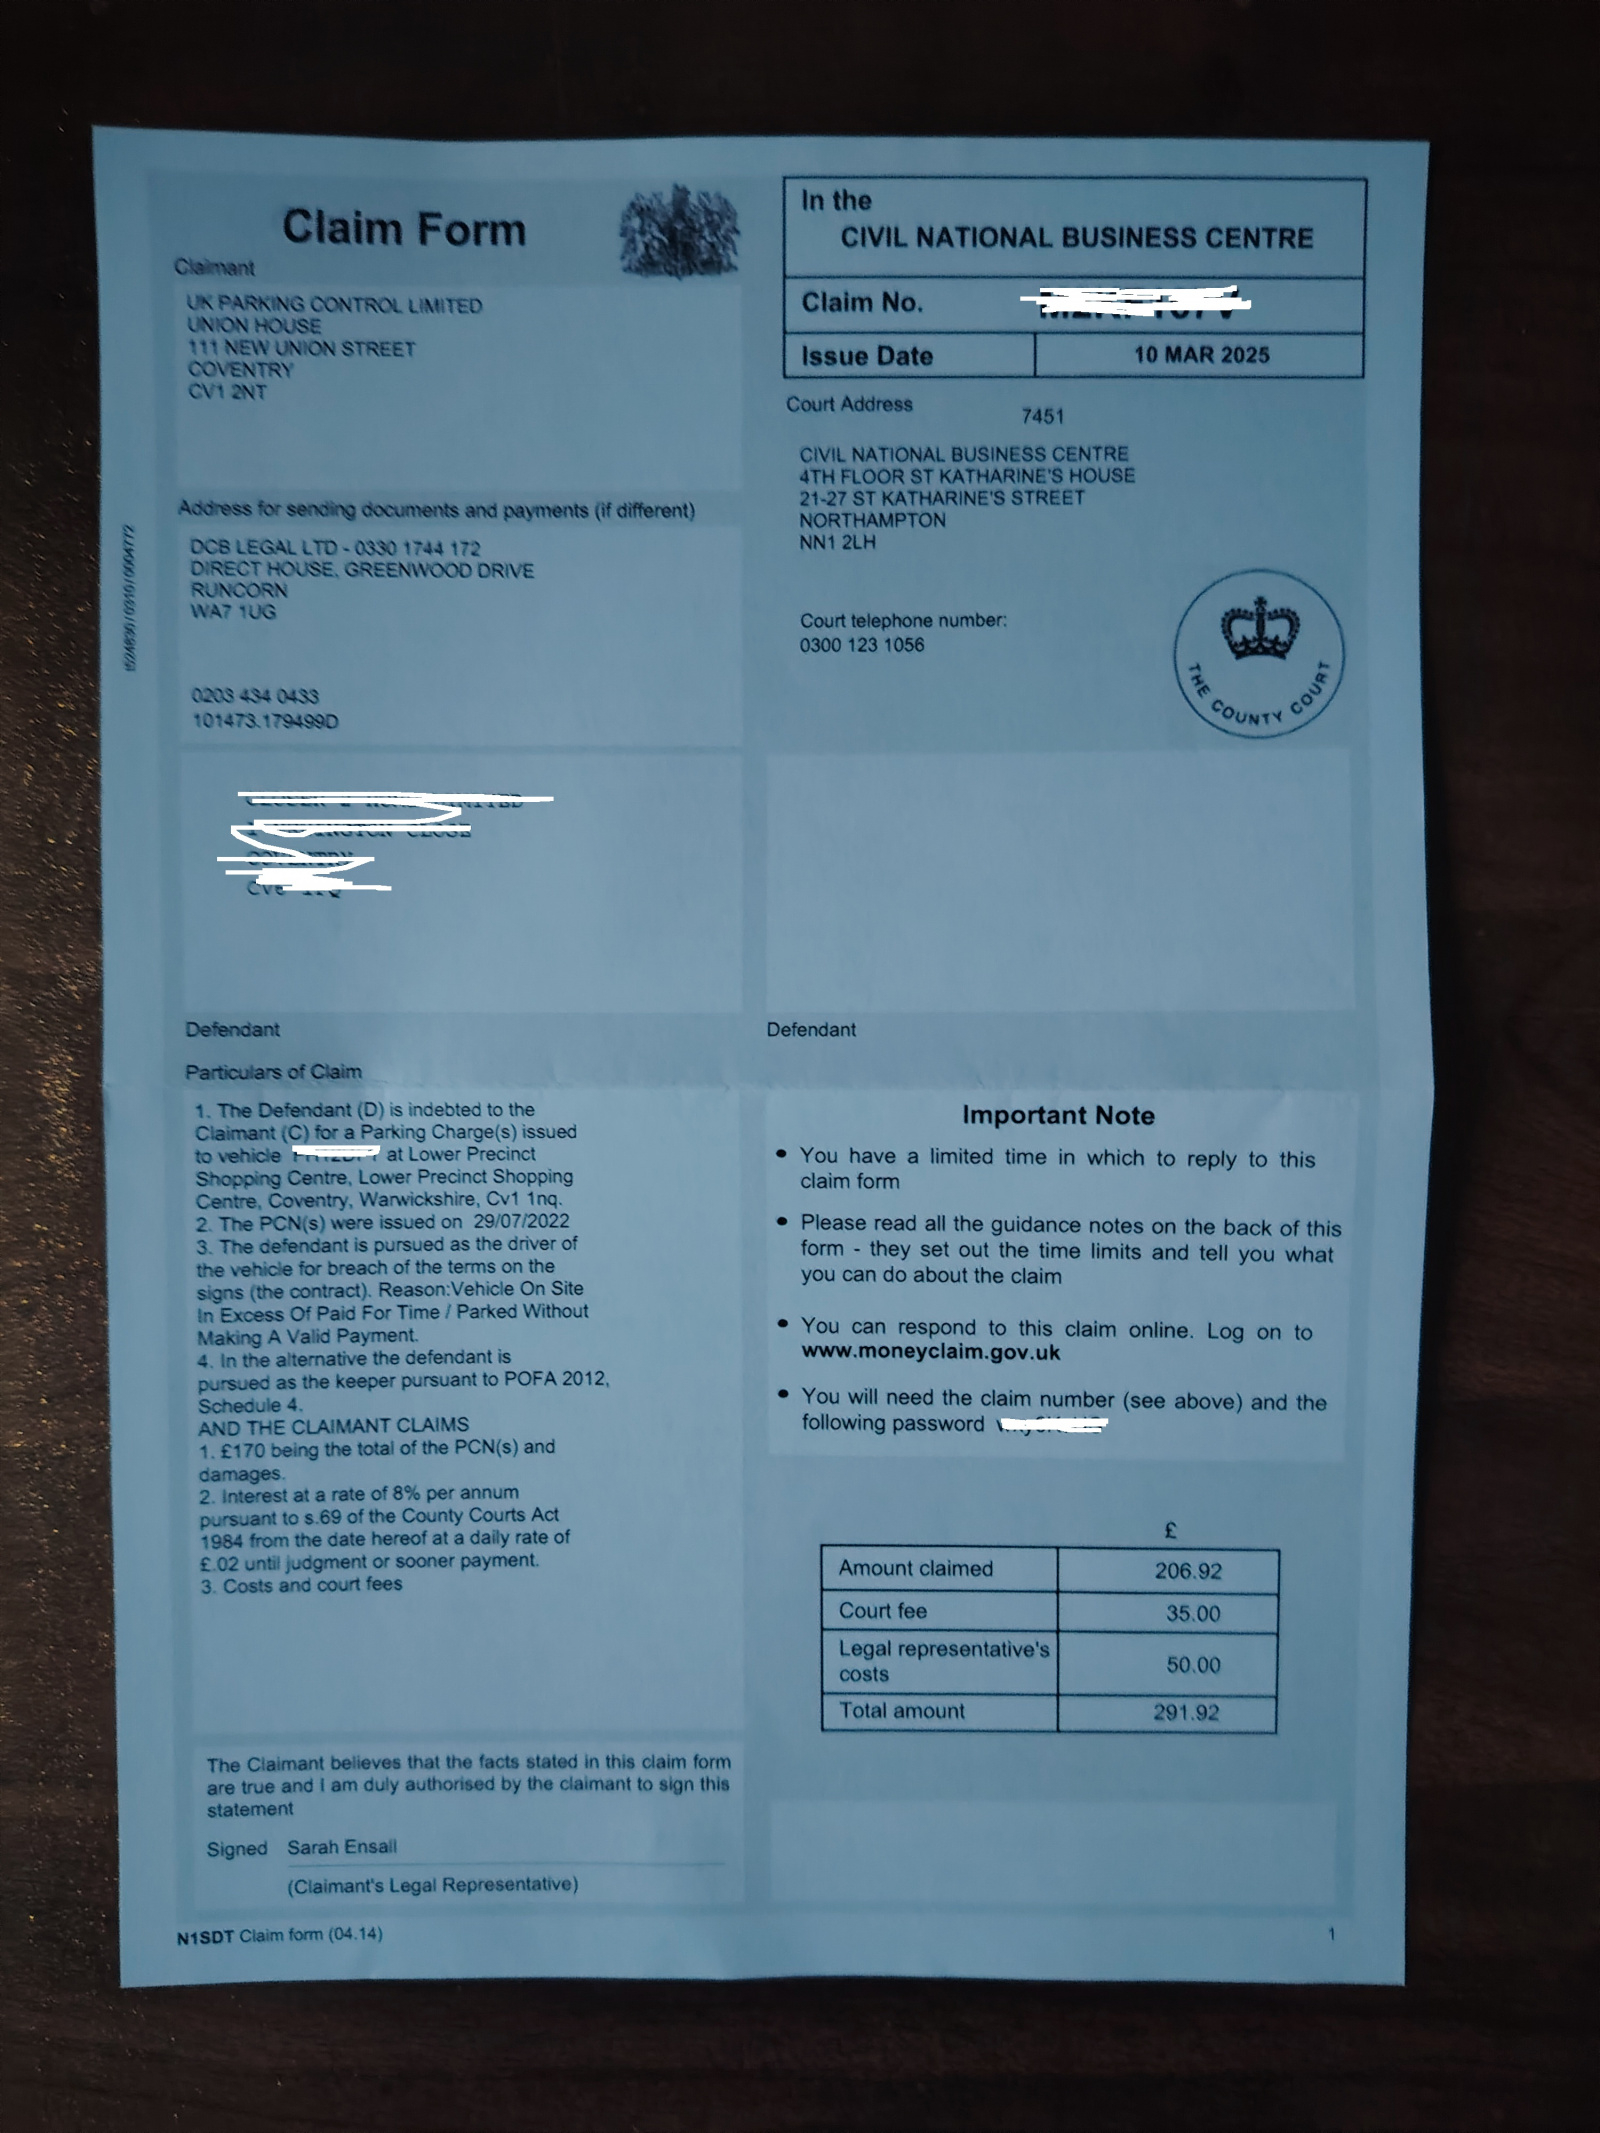 Claim Form
Claimant
UK PARKING CONTROL LIMITED
UNION HOUSE
111 NEW UNION STREET
COVENTRY
CV1 2NT
Address for sending documents and payments (if different)
DCB LEGAL LTD - 0330 1744 172
DIRECT HOUSE, GREENWOOD DRIVE
RUNCORN
WA7 1UG
0203 434 0433
101473.179499D
Defendant
In the
CIVIL NATIONAL BUSINESS CENTRE
Claim No.
Issue Date 10 MAR 2025
Court Address 7451
CIVIL NATIONAL BUSINESS CENTRE
4TH FLOOR ST KATHARINE'S HOUSE
21-27 ST KATHARINE'S STREET
NORTHAMPTON
NN1 2LH
Court telephone number:
0300 123 1056
THE COUNTY COURT
Defendant
Particulars of Claim
1. The Defendant (D) is indebted to the
Claimant (C) for a Parking Charge(s) issued
to vehicle at Lower Precinct
Shopping Centre, Lower Precinct Shopping
Centre, Coventry, Warwickshire, Cv1 1nq.
2. The PCN(s) were issued on 29/07/2022
3. The defendant is pursued as the driver of
the vehicle for breach of the terms on the
signs (the contract). Reason:Vehicle On Site
In Excess Of Paid For Time / Parked Without
Making A Valid Payment.
4. In the alternative the defendant is
pursued as the keeper pursuant to POFA 2012,
Schedule 4.
AND THE CLAIMANT CLAIMS
1. £170 being the total of the PCN(s) and
damages.
2. Interest at a rate of 8% per annum
pursuant to s.69 of the County Courts Act
1984 from the date hereof at a daily rate of
£.02 until judgment or sooner payment.
3. Costs and court fees
The Claimant believes that the facts stated in this claim form
are true and I am duly authorised by the claimant to sign this
statement
Signed Sarah Ensall
(Claimant's Legal Representative)
Important Note
• You have a limited time in which to reply to this
claim form
• Please read all the guidance notes on the back of this
form - they set out the time limits and tell you what
you can do about the claim
• You can respond to this claim online. Log on to
www.moneyclaim.gov.uk
• You will need the claim number (see above) and the
following password
£
Amount claimed 206.92
Court fee 35.00
Legal representative's
costs 50.00
Total amount 291.92
N1SDT Claim form (04.14)
1